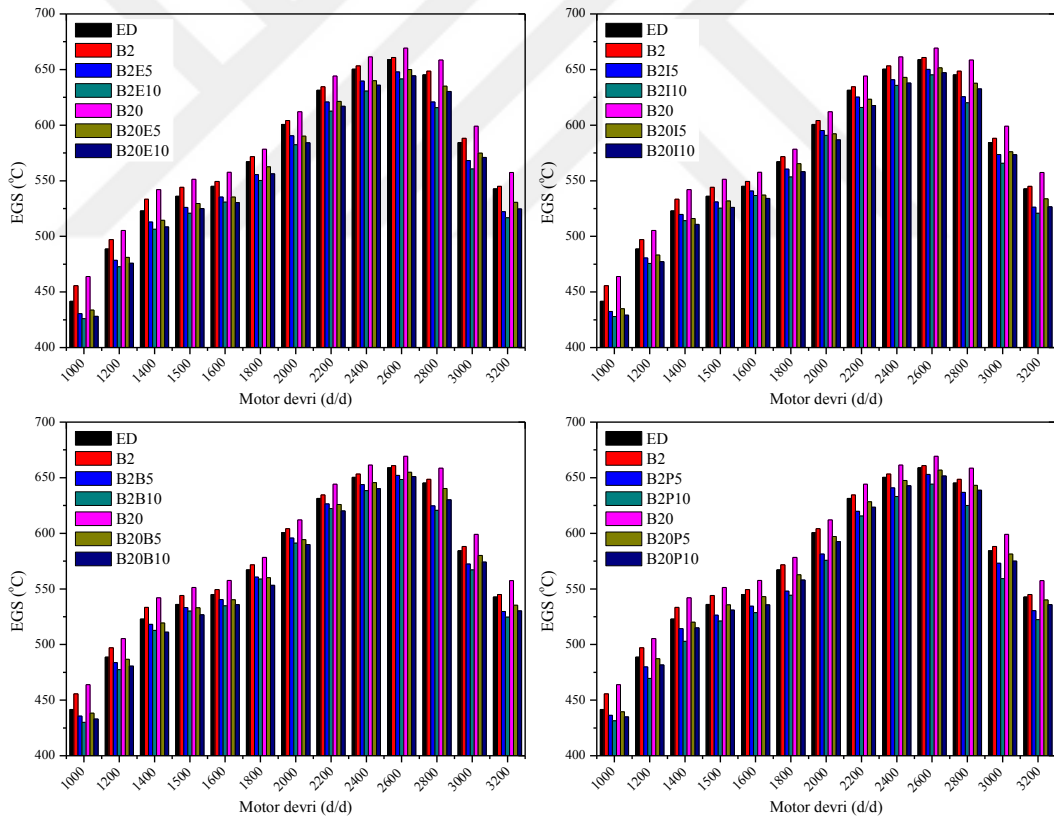 700
650
600
550
500
450
400
EGS (°C)
ED
B2
B2E5
B2E10
B20
B20E5
B20E10
1000 1200 1400 1500 1600 1800 2000 2200 2400 2600 2800 3000 3200
Motor devri (d/d)
700
650
600
550
500
450
400
EGS (°C)
ED
B2
B2I5
B2I10
B20
B20I5
B20I10
1000 1200 1400 1500 1600 1800 2000 2200 2400 2600 2800 3000 3200
Motor devri (d/d)
700
650
600
550
500
450
400
EGS (°C)
ED
B2
B2B5
B2B10
B20
B20B5
B20B10
1000 1200 1400 1500 1600 1800 2000 2200 2400 2600 2800 3000 3200
Motor devri (d/d)
700
650
600
550
500
450
400
EGS (°C)
ED
B2
B2P5
B2P10
B20
B20P5
B20P10
1000 1200 1400 1500 1600 1800 2000 2200 2400 2600 2800 3000 3200
Motor devri (d/d)